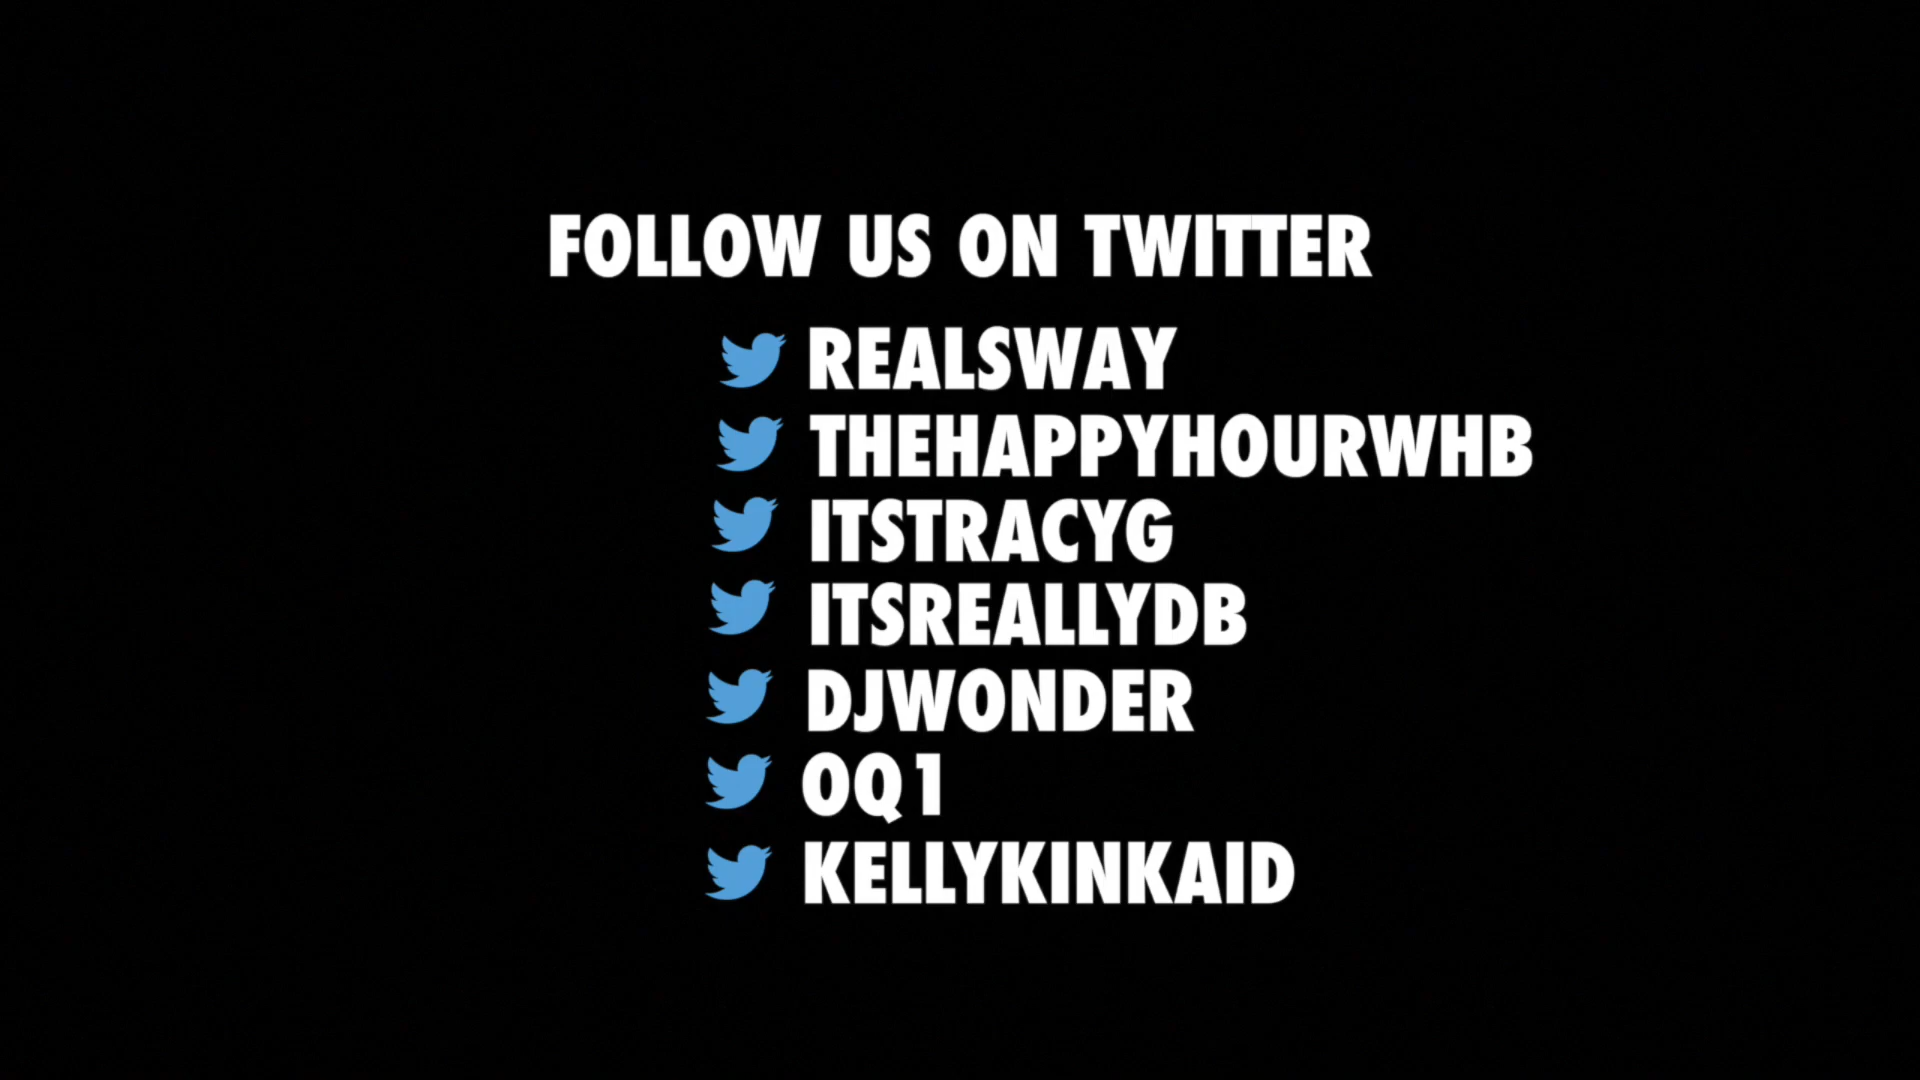 FOLLOW US ON TWITTER
REALSWAY
THEHAPPYHOURWHB
ITSTRACYG
ITSREALLYDB
DJWONDER
OQ1
KELLYKINKAID